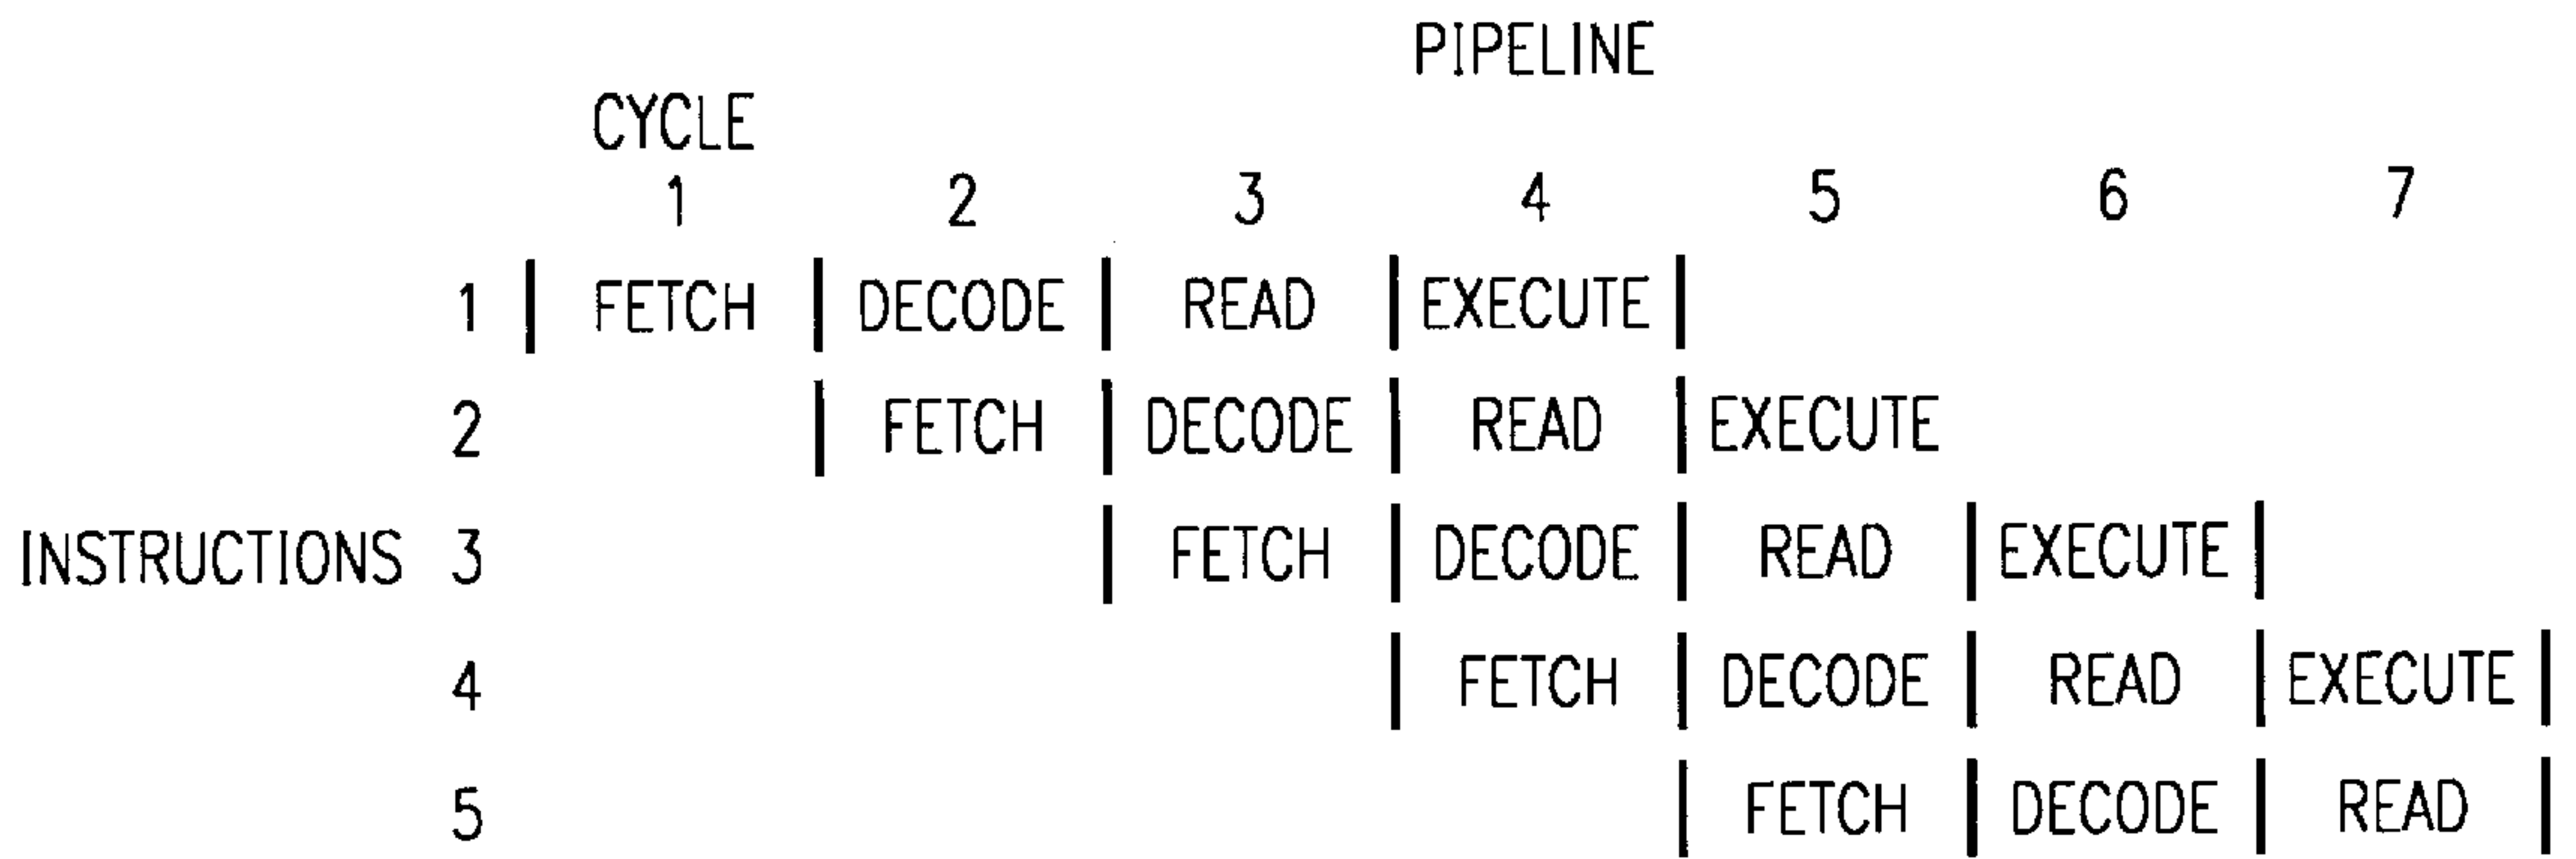 PIPELINE
CYCLE
1 2 3 4 5 6 7
1 FETCH DECODE READ EXECUTE
2 FETCH DECODE READ EXECUTE
INSTRUCTIONS 3 FETCH DECODE READ EXECUTE
4 FETCH DECODE READ EXECUTE
5 FETCH DECODE READ